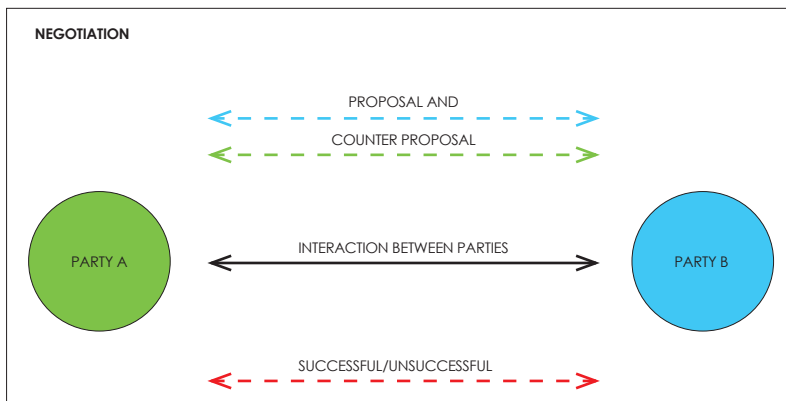 NEGOTIATION
PROPOSAL AND
COUNTER PROPOSAL
PARTY A
INTERACTION BETWEEN PARTIES
PARTY B
SUCCESSFUL/UNSUCCESSFUL